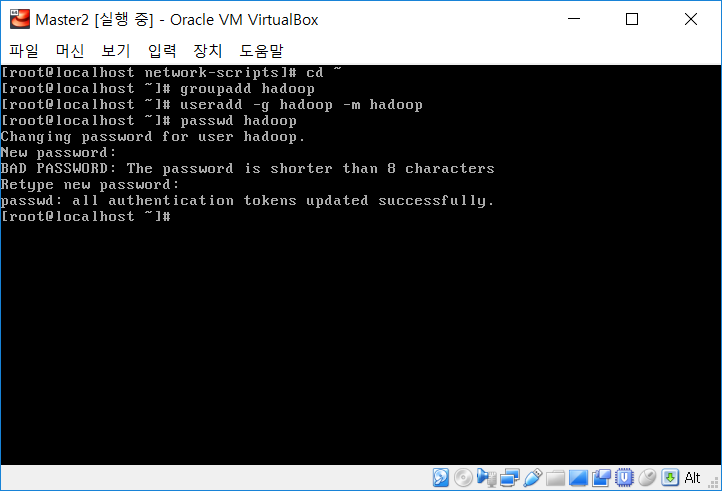 Master2 [실행 중] - Oracle VM VirtualBox
파일 머신 보기 입력 장치 도움말
[root@localhost network-scripts]# cd ~
[root@localhost ~]# groupadd hadoop
[root@localhost ~]# useradd -g hadoop -m hadoop
[root@localhost ~]# passwd hadoop
Changing password for user hadoop.
New password:
BAD PASSWORD: The password is shorter than 8 characters
Retype new password:
passwd: all authentication tokens updated successfully.
[root@localhost ~]#
Alt